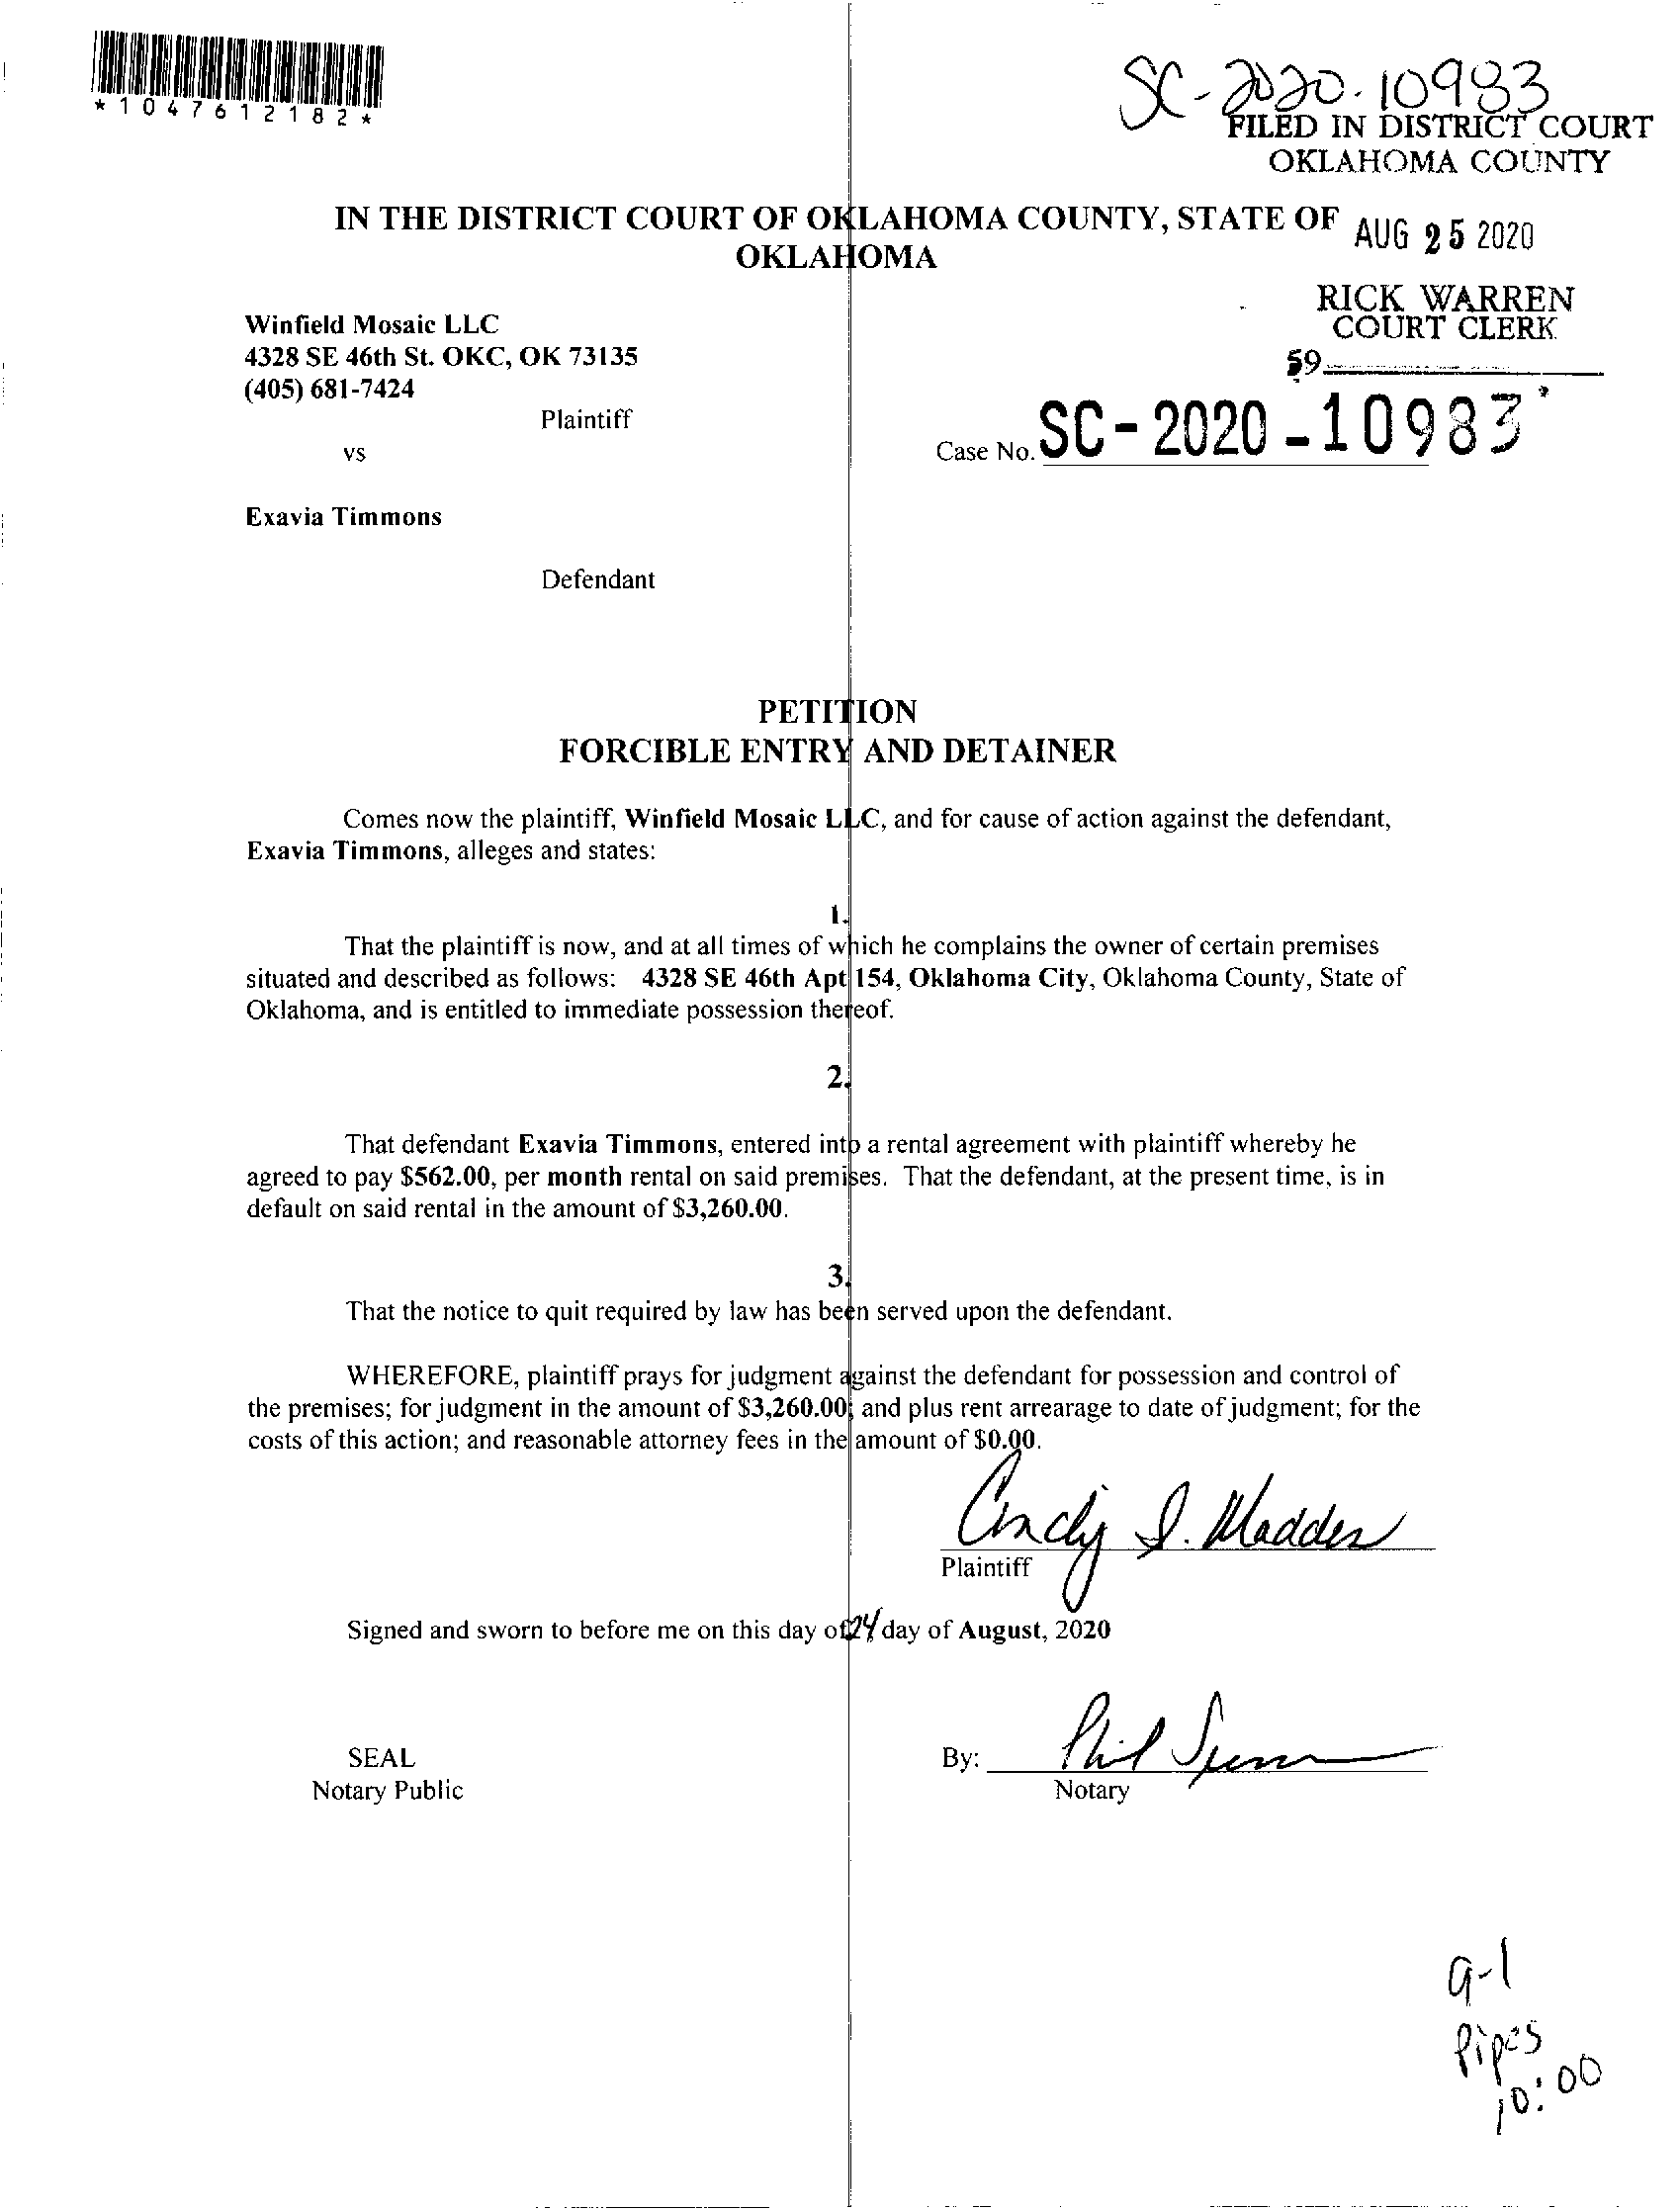 *1047612182*
SC-2020-10983
FILED IN DISTRICT COURT
OKLAHOMA COUNTY
IN THE DISTRICT COURT OF OKLAHOMA COUNTY, STATE OF
OKLAHOMA
AUG 25 2020
RICK WARREN
COURT CLERK
59
Winfield Mosaic LLC
4328 SE 46th St. OKC, OK 73135
(405) 681-7424
Plaintiff
vs
Case No. SC-2020-10983
Exavia Timmons
Defendant
PETITION
FORCIBLE ENTRY AND DETAINER
Comes now the plaintiff, Winfield Mosaic LLC, and for cause of action against the defendant,
Exavia Timmons, alleges and states:
1.
That the plaintiff is now, and at all times of which he complains the owner of certain premises
situated and described as follows: 4328 SE 46th Apt 154, Oklahoma City, Oklahoma County, State of
Oklahoma, and is entitled to immediate possession thereof.
2.
That defendant Exavia Timmons, entered into a rental agreement with plaintiff whereby he
agreed to pay $562.00, per month rental on said premises. That the defendant, at the present time, is in
default on said rental in the amount of $3,260.00.
3.
That the notice to quit required by law has been served upon the defendant.
WHEREFORE, plaintiff prays for judgment against the defendant for possession and control of
the premises; for judgment in the amount of $3,260.00; and plus rent arrearage to date of judgment; for the
costs of this action; and reasonable attorney fees in the amount of $0.00.
Cindy S. Madden
Plaintiff
Signed and sworn to before me on this day of 24 day of August, 2020
SEAL
Notary Public
By: Phil
Notary
9-1
Pipes
10:00